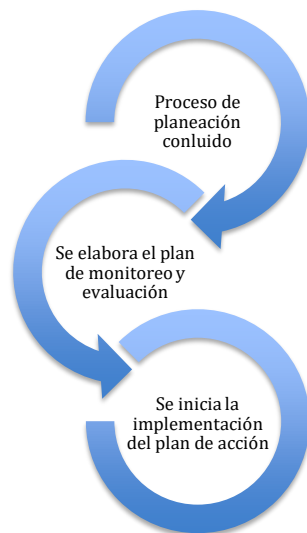 Proceso de
planeación
conluido
Se elabora el plan
de monitoreo y
evaluación
Se inicia la
implementación
del plan de acción